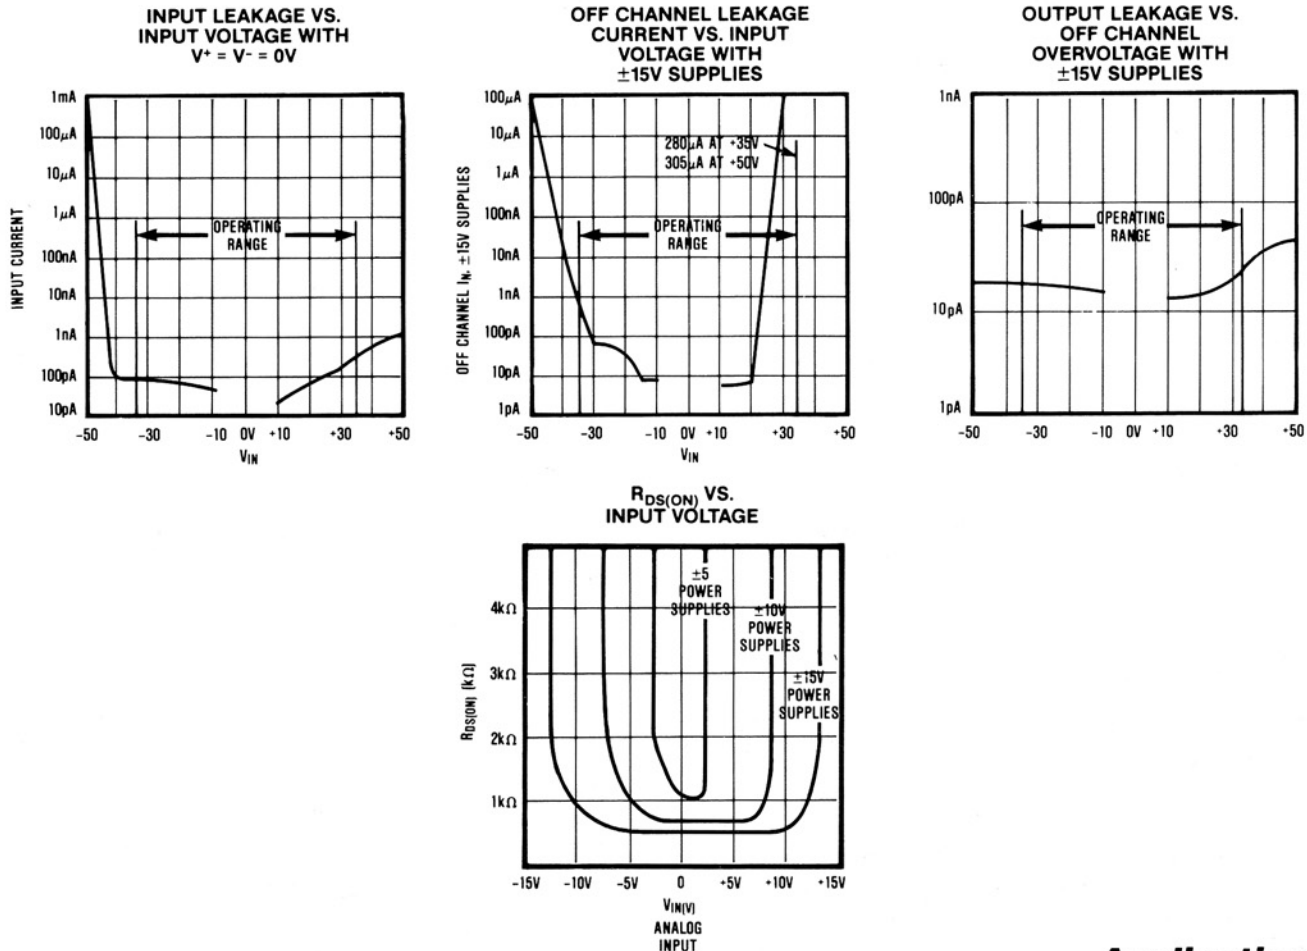 INPUT LEAKAGE VS.
INPUT VOLTAGE WITH
V+ = V- = 0V
1mA
100µA
10µA
1µA
100nA
10nA
1nA
100pA
10pA
INPUT CURRENT
OPERATING
RANGE
-50 -30 -10 0V +10 +30 +50
VIN
OFF CHANNEL LEAKAGE
CURRENT VS. INPUT
VOLTAGE WITH
±15V SUPPLIES
100µA
10µA
1µA
100nA
10nA
1nA
100pA
10pA
1pA
OFF CHANNEL IN, ±15V SUPPLIES
280µA AT +35V
305µA AT +50V
OPERATING
RANGE
-50 -30 -10 0V +10 +30 +50
VIN
OUTPUT LEAKAGE VS.
OFF CHANNEL
OVERVOLTAGE WITH
±15V SUPPLIES
1nA
100pA
10pA
1pA
OPERATING
RANGE
-50 -30 -10 0V +10 +30 +50
RDS(ON) VS.
INPUT VOLTAGE
4kΩ
3kΩ
2kΩ
1kΩ
RDS(ON) (kΩ)
±5
POWER
SUPPLIES
±10V
POWER
SUPPLIES
±15V
POWER
SUPPLIES
-15V -10V -5V 0 +5V +10V +15V
VIN(V)
ANALOG
INPUT